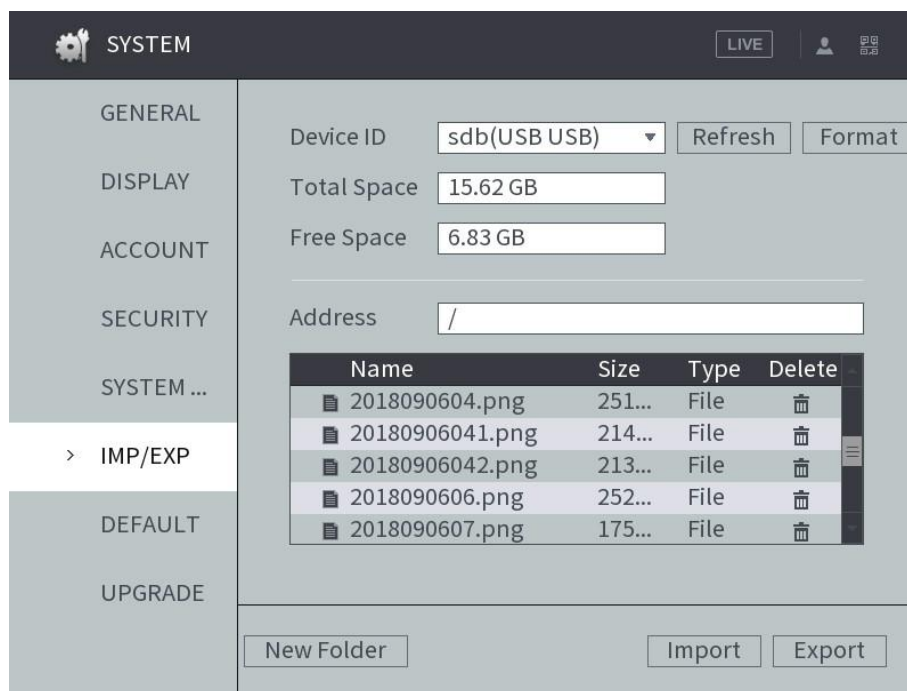 SYSTEM
LIVE
GENERAL
DISPLAY
ACCOUNT
SECURITY
SYSTEM ...
> IMP/EXP
DEFAULT
UPGRADE
Device ID sdb(USB USB) Refresh Format
Total Space 15.62 GB
Free Space 6.83 GB
Address /
Name Size Type Delete
2018090604.png 251... File
20180906041.png 214... File
20180906042.png 213... File
2018090606.png 252... File
2018090607.png 175... File
New Folder Import Export